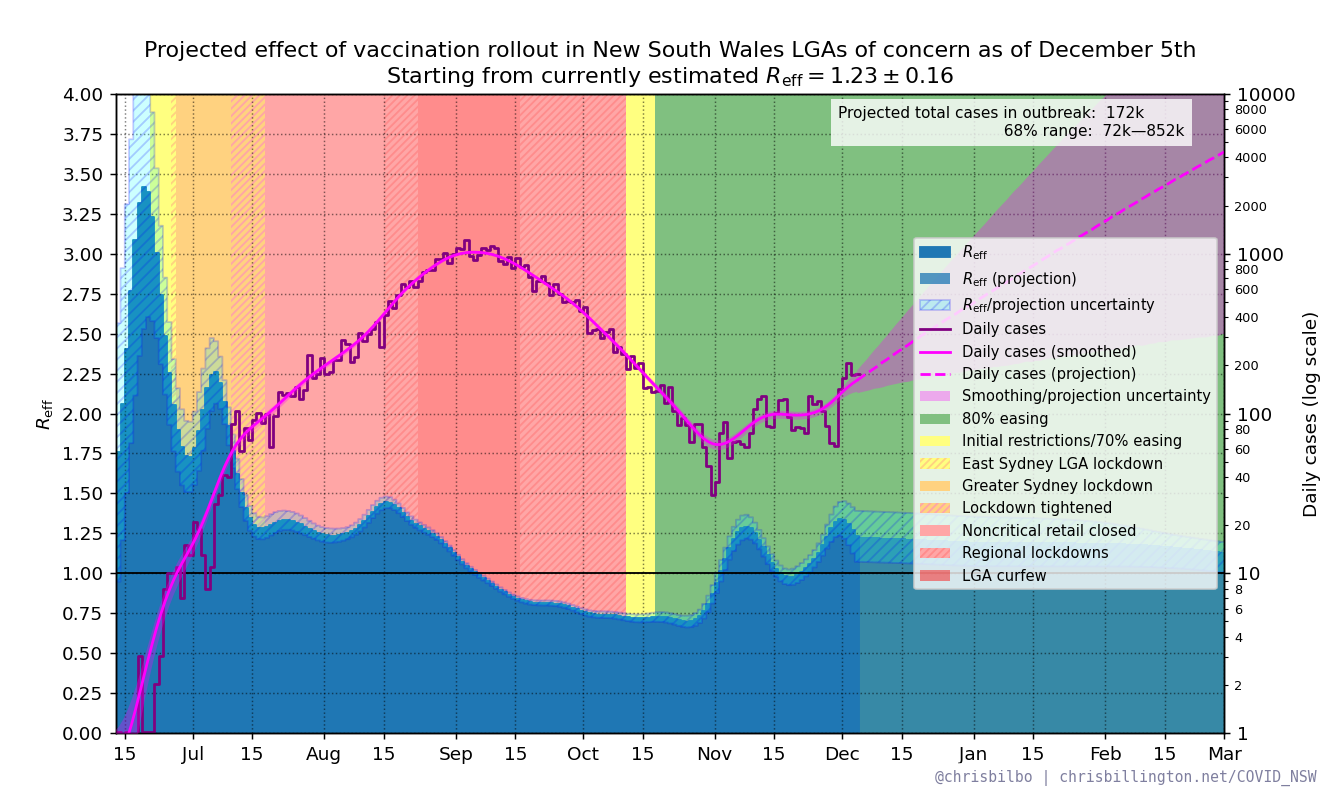 Projected effect of vaccination rollout in New South Wales LGAs of concern as of December 5th
Starting from currently estimated R_eff = 1.23 ± 0.16
Projected total cases in outbreak: 172k
68% range: 72k—852k
R_eff
4.00
3.75
3.50
3.25
3.00
2.75
2.50
2.25
2.00
1.75
1.50
1.25
1.00
0.75
0.50
0.25
0.00
10000
8000
6000
4000
2000
1000
800
600
400
200
100
80
60
40
20
10
8
6
4
2
1
Daily cases (log scale)
R_eff
R_eff (projection)
R_eff/projection uncertainty
Daily cases
Daily cases (smoothed)
Daily cases (projection)
Smoothing/projection uncertainty
80% easing
Initial restrictions/70% easing
East Sydney LGA lockdown
Greater Sydney lockdown
Lockdown tightened
Noncritical retail closed
Regional lockdowns
LGA curfew
15 Jul 15 Aug 15 Sep 15 Oct 15 Nov 15 Dec 15 Jan 15 Feb 15 Mar
@chrisbilbo | chrisbillington.net/COVID_NSW